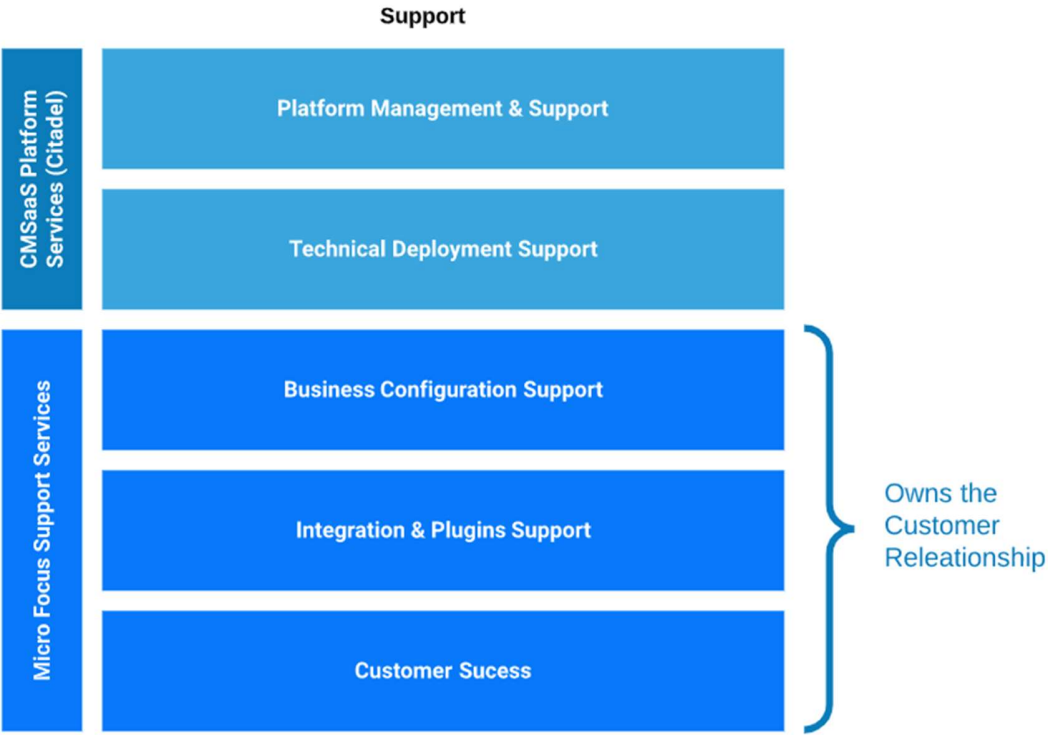 Support
CMSaaS Platform
Services (Citadel)
Platform Management & Support
Technical Deployment Support
Micro Focus Support Services
Business Configuration Support
Integration & Plugins Support
Customer Sucess
Owns the
Customer
Releationship